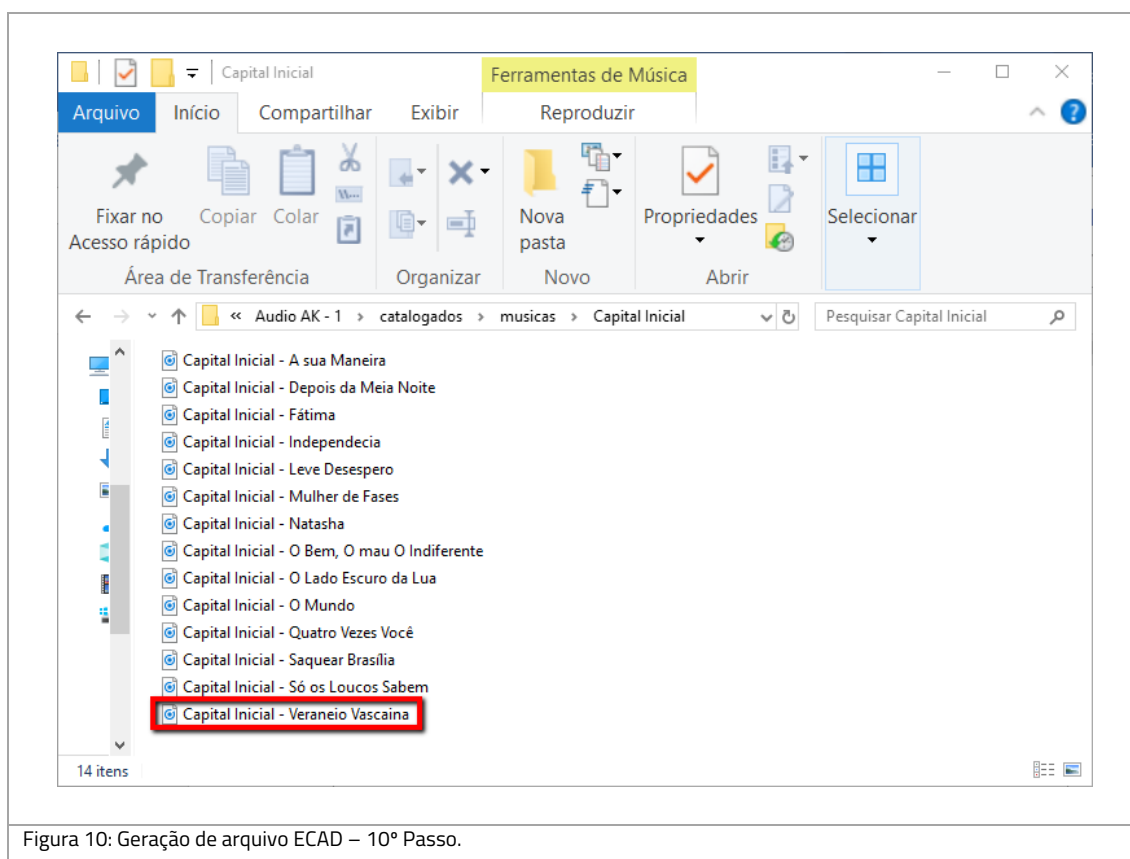 Capital Inicial
Ferramentas de Música
Arquivo Início Compartilhar Exibir Reproduzir
Fixar no
Acesso rápido
Copiar
Colar
Nova
pasta
Propriedades
Selecionar
Área de Transferência
Organizar
Novo
Abrir
« Audio AK - 1 > catalogados > musicas > Capital Inicial
Pesquisar Capital Inicial
Capital Inicial - A sua Maneira
Capital Inicial - Depois da Meia Noite
Capital Inicial - Fátima
Capital Inicial - Independecia
Capital Inicial - Leve Desespero
Capital Inicial - Mulher de Fases
Capital Inicial - Natasha
Capital Inicial - O Bem, O mau O Indiferente
Capital Inicial - O Lado Escuro da Lua
Capital Inicial - O Mundo
Capital Inicial - Quatro Vezes Você
Capital Inicial - Saquear Brasília
Capital Inicial - Só os Loucos Sabem
Capital Inicial - Veraneio Vascaina
14 itens
Figura 10: Geração de arquivo ECAD – 10º Passo.